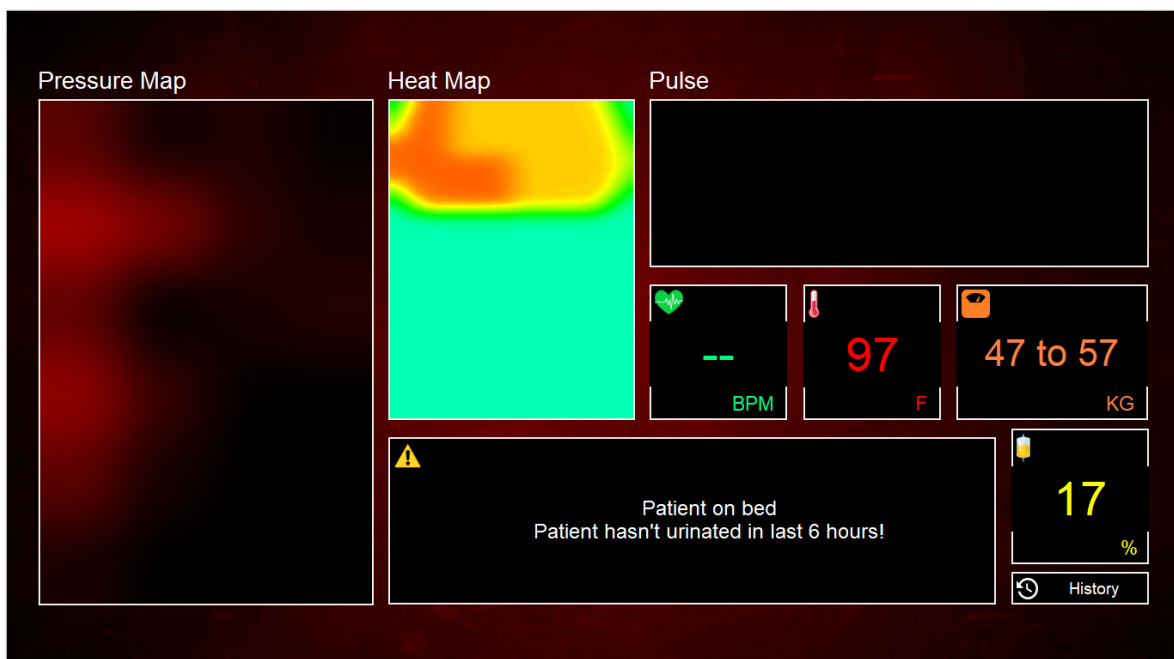 Pressure Map
Heat Map
Pulse
--
BPM
97
F
47 to 57
KG
Patient on bed
Patient hasn't urinated in last 6 hours!
17
%
History